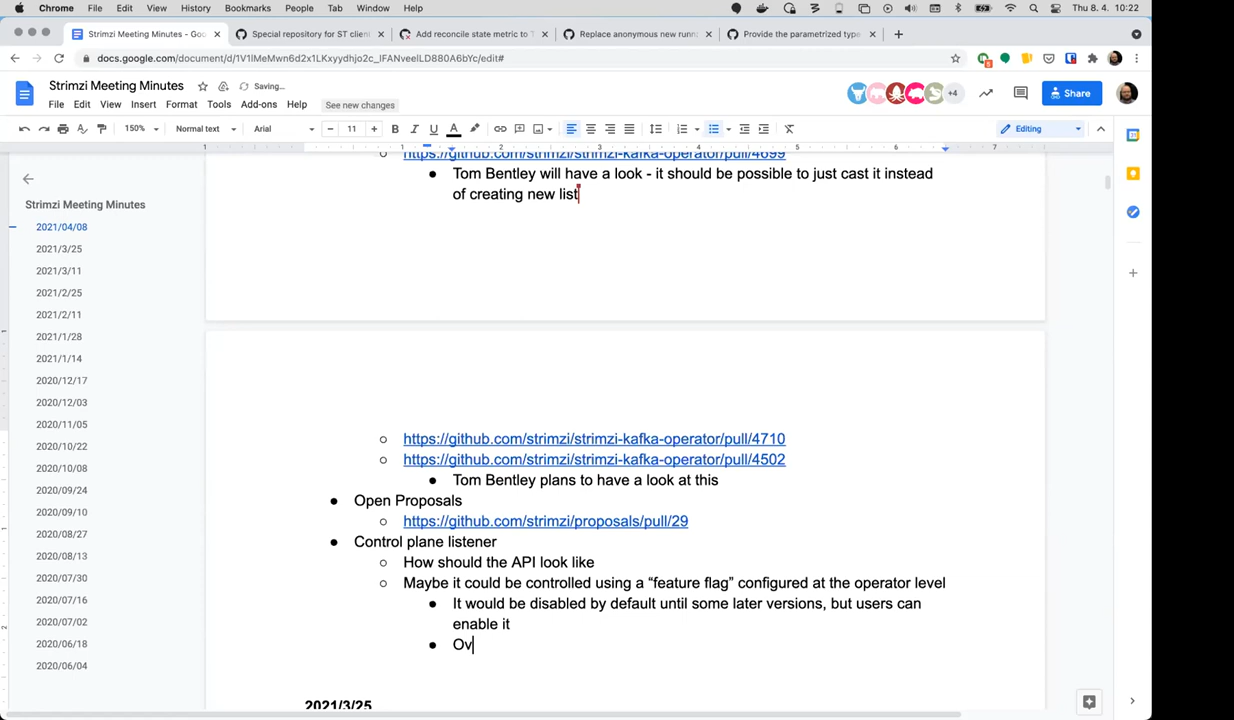 Chrome File Edit View History Bookmarks People Tab Window Help Thu 8. 4. 10:22
Strimzi Meeting Minutes - Goo Special repository for ST client Add reconcile state metric to T Replace anonymous new runn Provide the parametrized type
docs.google.com/document/d/1V1lMeMwn6d2x1LKxyydhjo2c_IFANveelLD880A6bYc/edit#
Strimzi Meeting Minutes Saving...
File Edit View Insert Format Tools Add-ons Help See new changes
+4 Share
150% Normal text Arial 11 Editing
1 1 2 3 4 5 6 7
https://github.com/strimzi/strimzi-kafka-operator/pull/4699
Tom Bentley will have a look - it should be possible to just cast it instead
of creating new list
Strimzi Meeting Minutes
2021/04/08
2021/3/25
2021/3/11
2021/2/25
2021/2/11
2021/1/28
2021/1/14
2020/12/17
2020/12/03
2020/11/05
2020/10/22
2020/10/08
2020/09/24
2020/09/10
2020/08/27
2020/08/13
2020/07/30
2020/07/16
2020/07/02
2020/06/18
2020/06/04
https://github.com/strimzi/strimzi-kafka-operator/pull/4710
https://github.com/strimzi/strimzi-kafka-operator/pull/4502
Tom Bentley plans to have a look at this
Open Proposals
https://github.com/strimzi/proposals/pull/29
Control plane listener
How should the API look like
Maybe it could be controlled using a “feature flag” configured at the operator level
It would be disabled by default until some later versions, but users can
enable it
Ov
2021/3/25